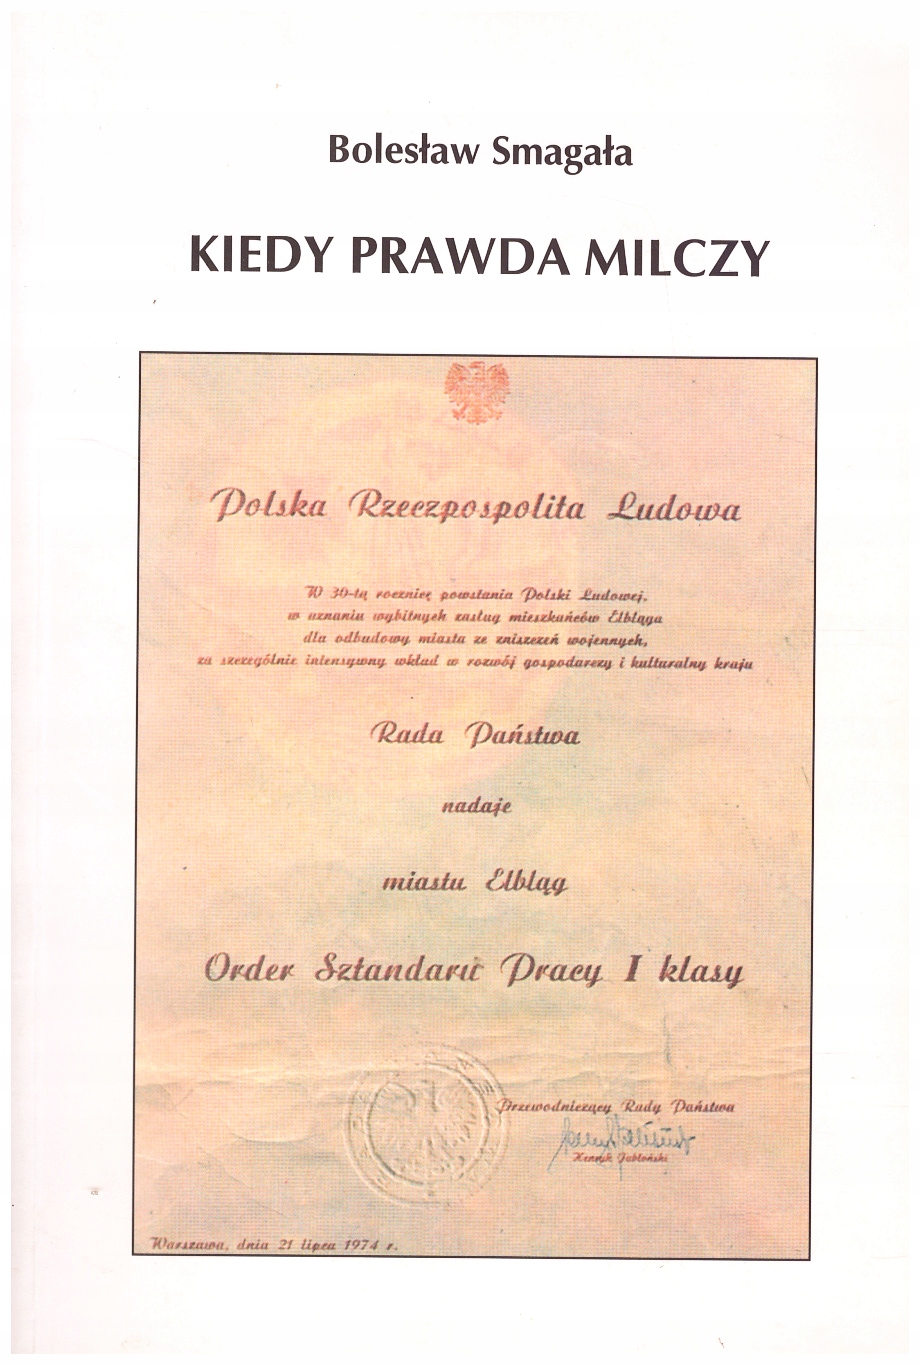 Bolesław Smagała
KIEDY PRAWDA MILCZY
Polska Rzeczpospolita Ludowa
W 30-tą rocznicę powstania Polski Ludowej,
w uznaniu wybitnych zasług mieszkańców Elbląga
dla odbudowy miasta ze zniszczeń wojennych,
za szczególnie intensywny wkład w rozwój gospodarczy i kulturalny kraju
Rada Państwa
nadaje
miastu Elbląg
Order Sztandaru Pracy I klasy
Przewodniczący Rady Państwa
Henryk Jabłoński
Warszawa, dnia 21 lipca 1974 r.